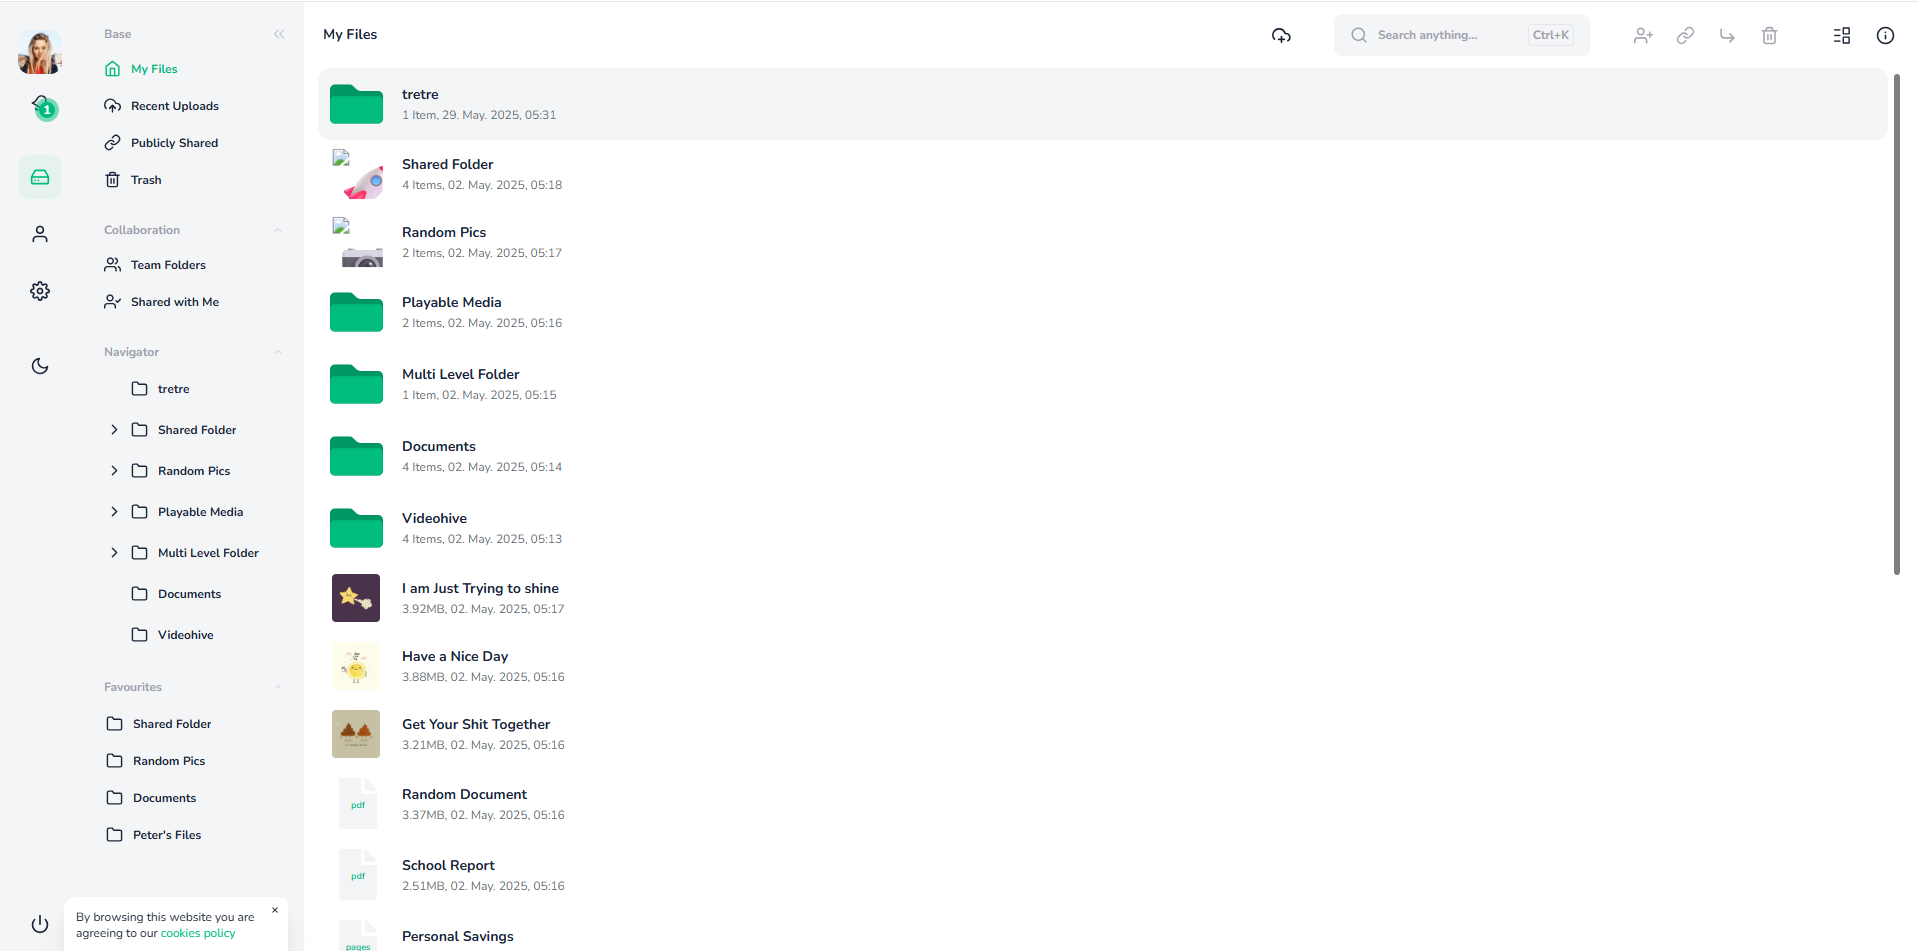 Base
My Files
Recent Uploads
Publicly Shared
Trash
Collaboration
Team Folders
Shared with Me
Navigator
tretre
Shared Folder
Random Pics
Playable Media
Multi Level Folder
Documents
Videohive
Favourites
Shared Folder
Random Pics
Documents
Peter's Files
1
By browsing this website you are
agreeing to our cookies policy
My Files
Search anything...
Ctrl+K
tretre
1 Item, 29. May. 2025, 05:31
Shared Folder
4 Items, 02. May. 2025, 05:18
Random Pics
2 Items, 02. May. 2025, 05:17
Playable Media
2 Items, 02. May. 2025, 05:16
Multi Level Folder
1 Item, 02. May. 2025, 05:15
Documents
4 Items, 02. May. 2025, 05:14
Videohive
4 Items, 02. May. 2025, 05:13
I am Just Trying to shine
3.92MB, 02. May. 2025, 05:17
Have a Nice Day
3.88MB, 02. May. 2025, 05:16
Get Your Shit Together
3.21MB, 02. May. 2025, 05:16
pdf
Random Document
3.37MB, 02. May. 2025, 05:16
pdf
School Report
2.51MB, 02. May. 2025, 05:16
pages
Personal Savings